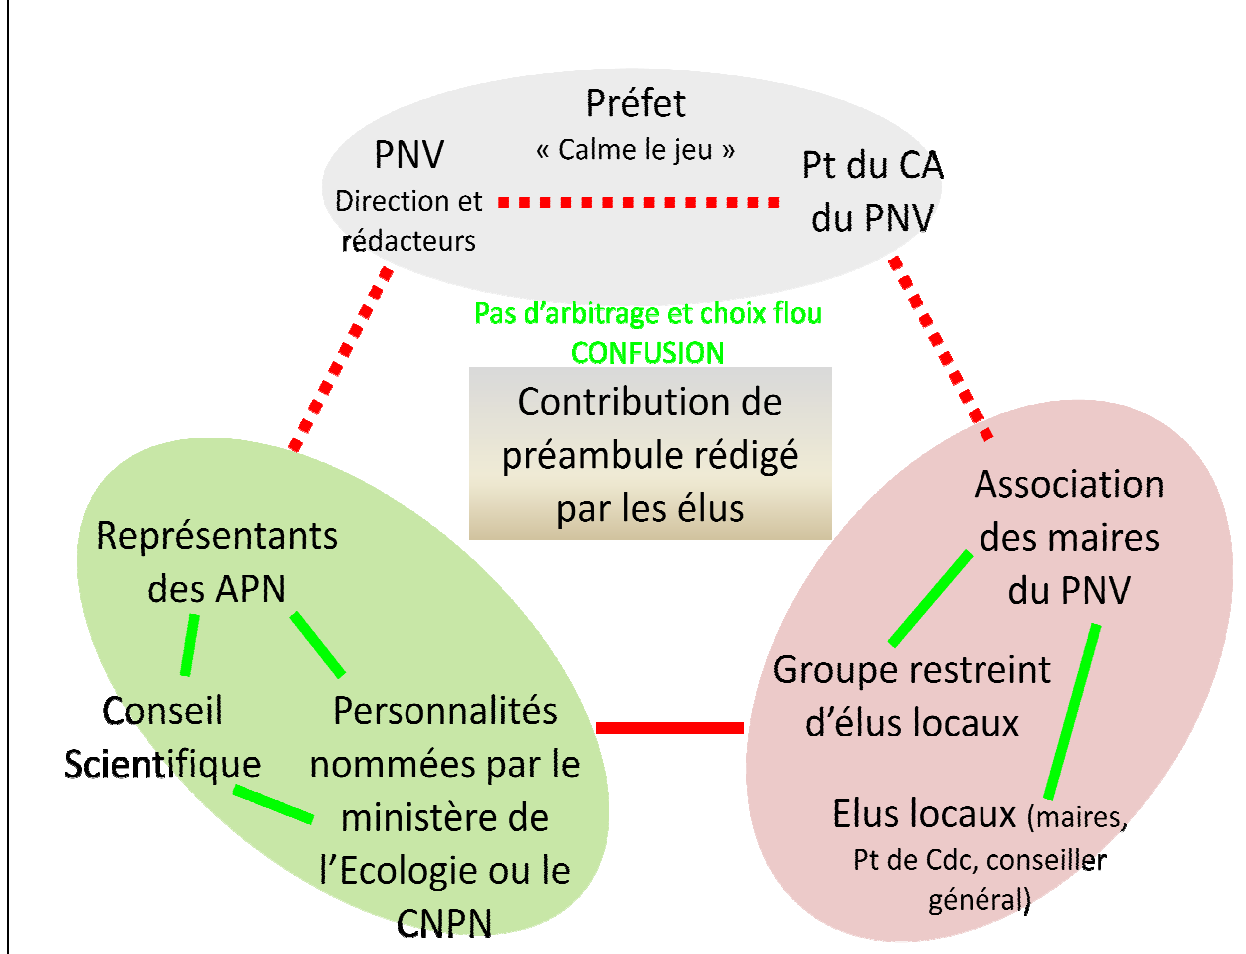 Préfet
« Calme le jeu »
PNV
Direction et
rédacteurs
Pt du CA
du PNV
Pas d'arbitrage et choix flou
CONFUSION
Contribution de
préambule rédigé
par les élus
Représentants
des APN
Conseil
Scientifique
Personnalités
nommées par le
ministère de
l'Ecologie ou le
CNPN
Association
des maires
du PNV
Groupe restreint
d'élus locaux
Elus locaux (maires,
Pt de Cdc, conseiller
général)